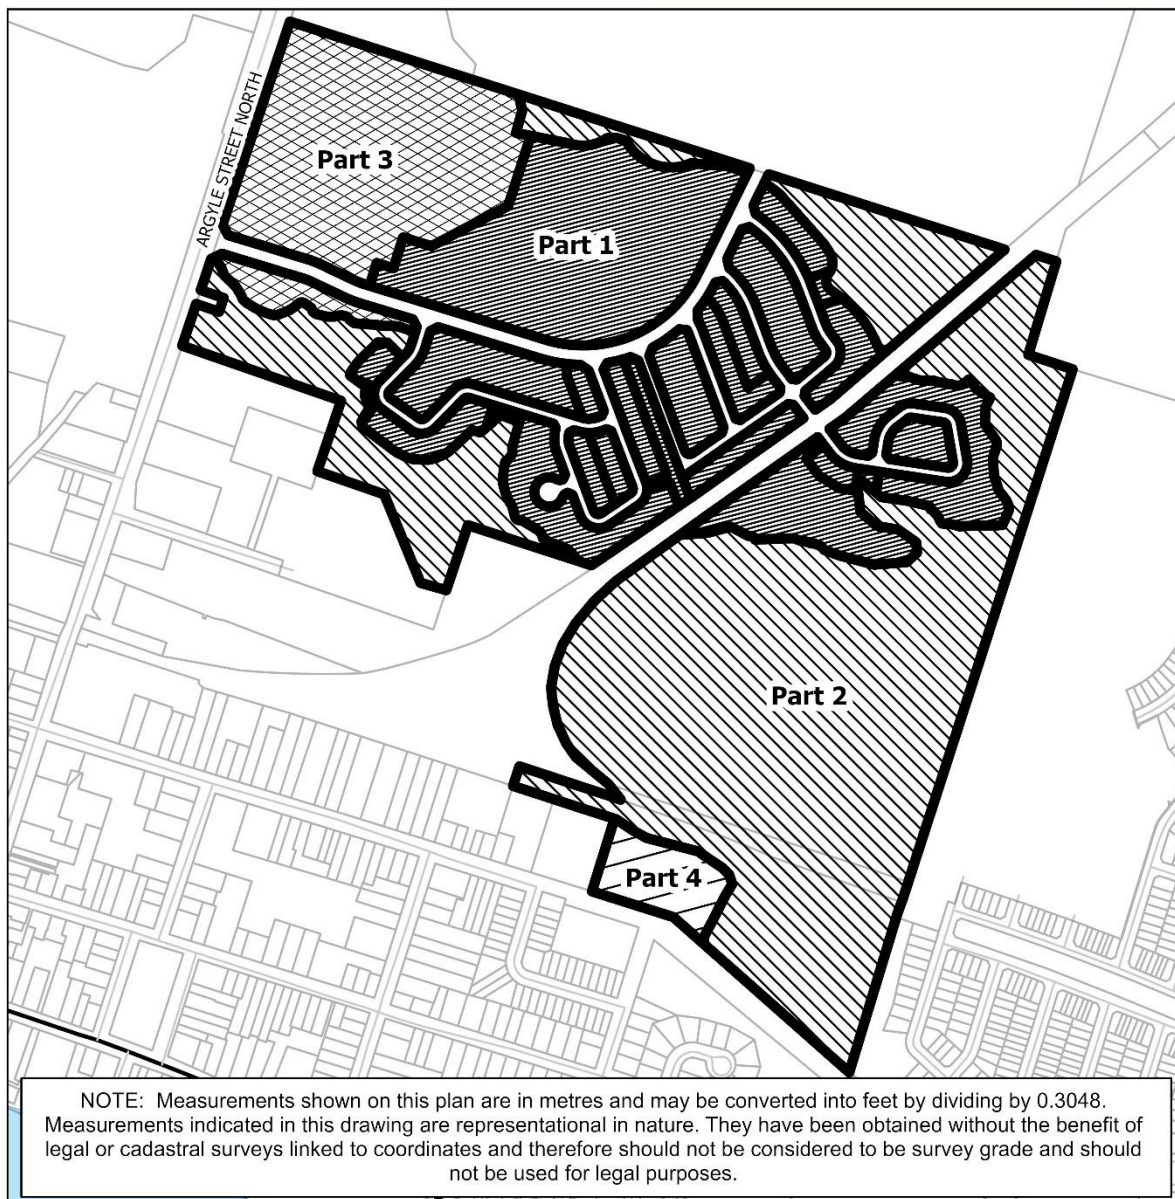 ARGYLE STREET NORTH
Part 3
Part 1
Part 2
Part 4
NOTE: Measurements shown on this plan are in metres and may be converted into feet by dividing by 0.3048.
Measurements indicated in this drawing are representational in nature. They have been obtained without the benefit of
legal or cadastral surveys linked to coordinates and therefore should not be considered to be survey grade and should
not be used for legal purposes.